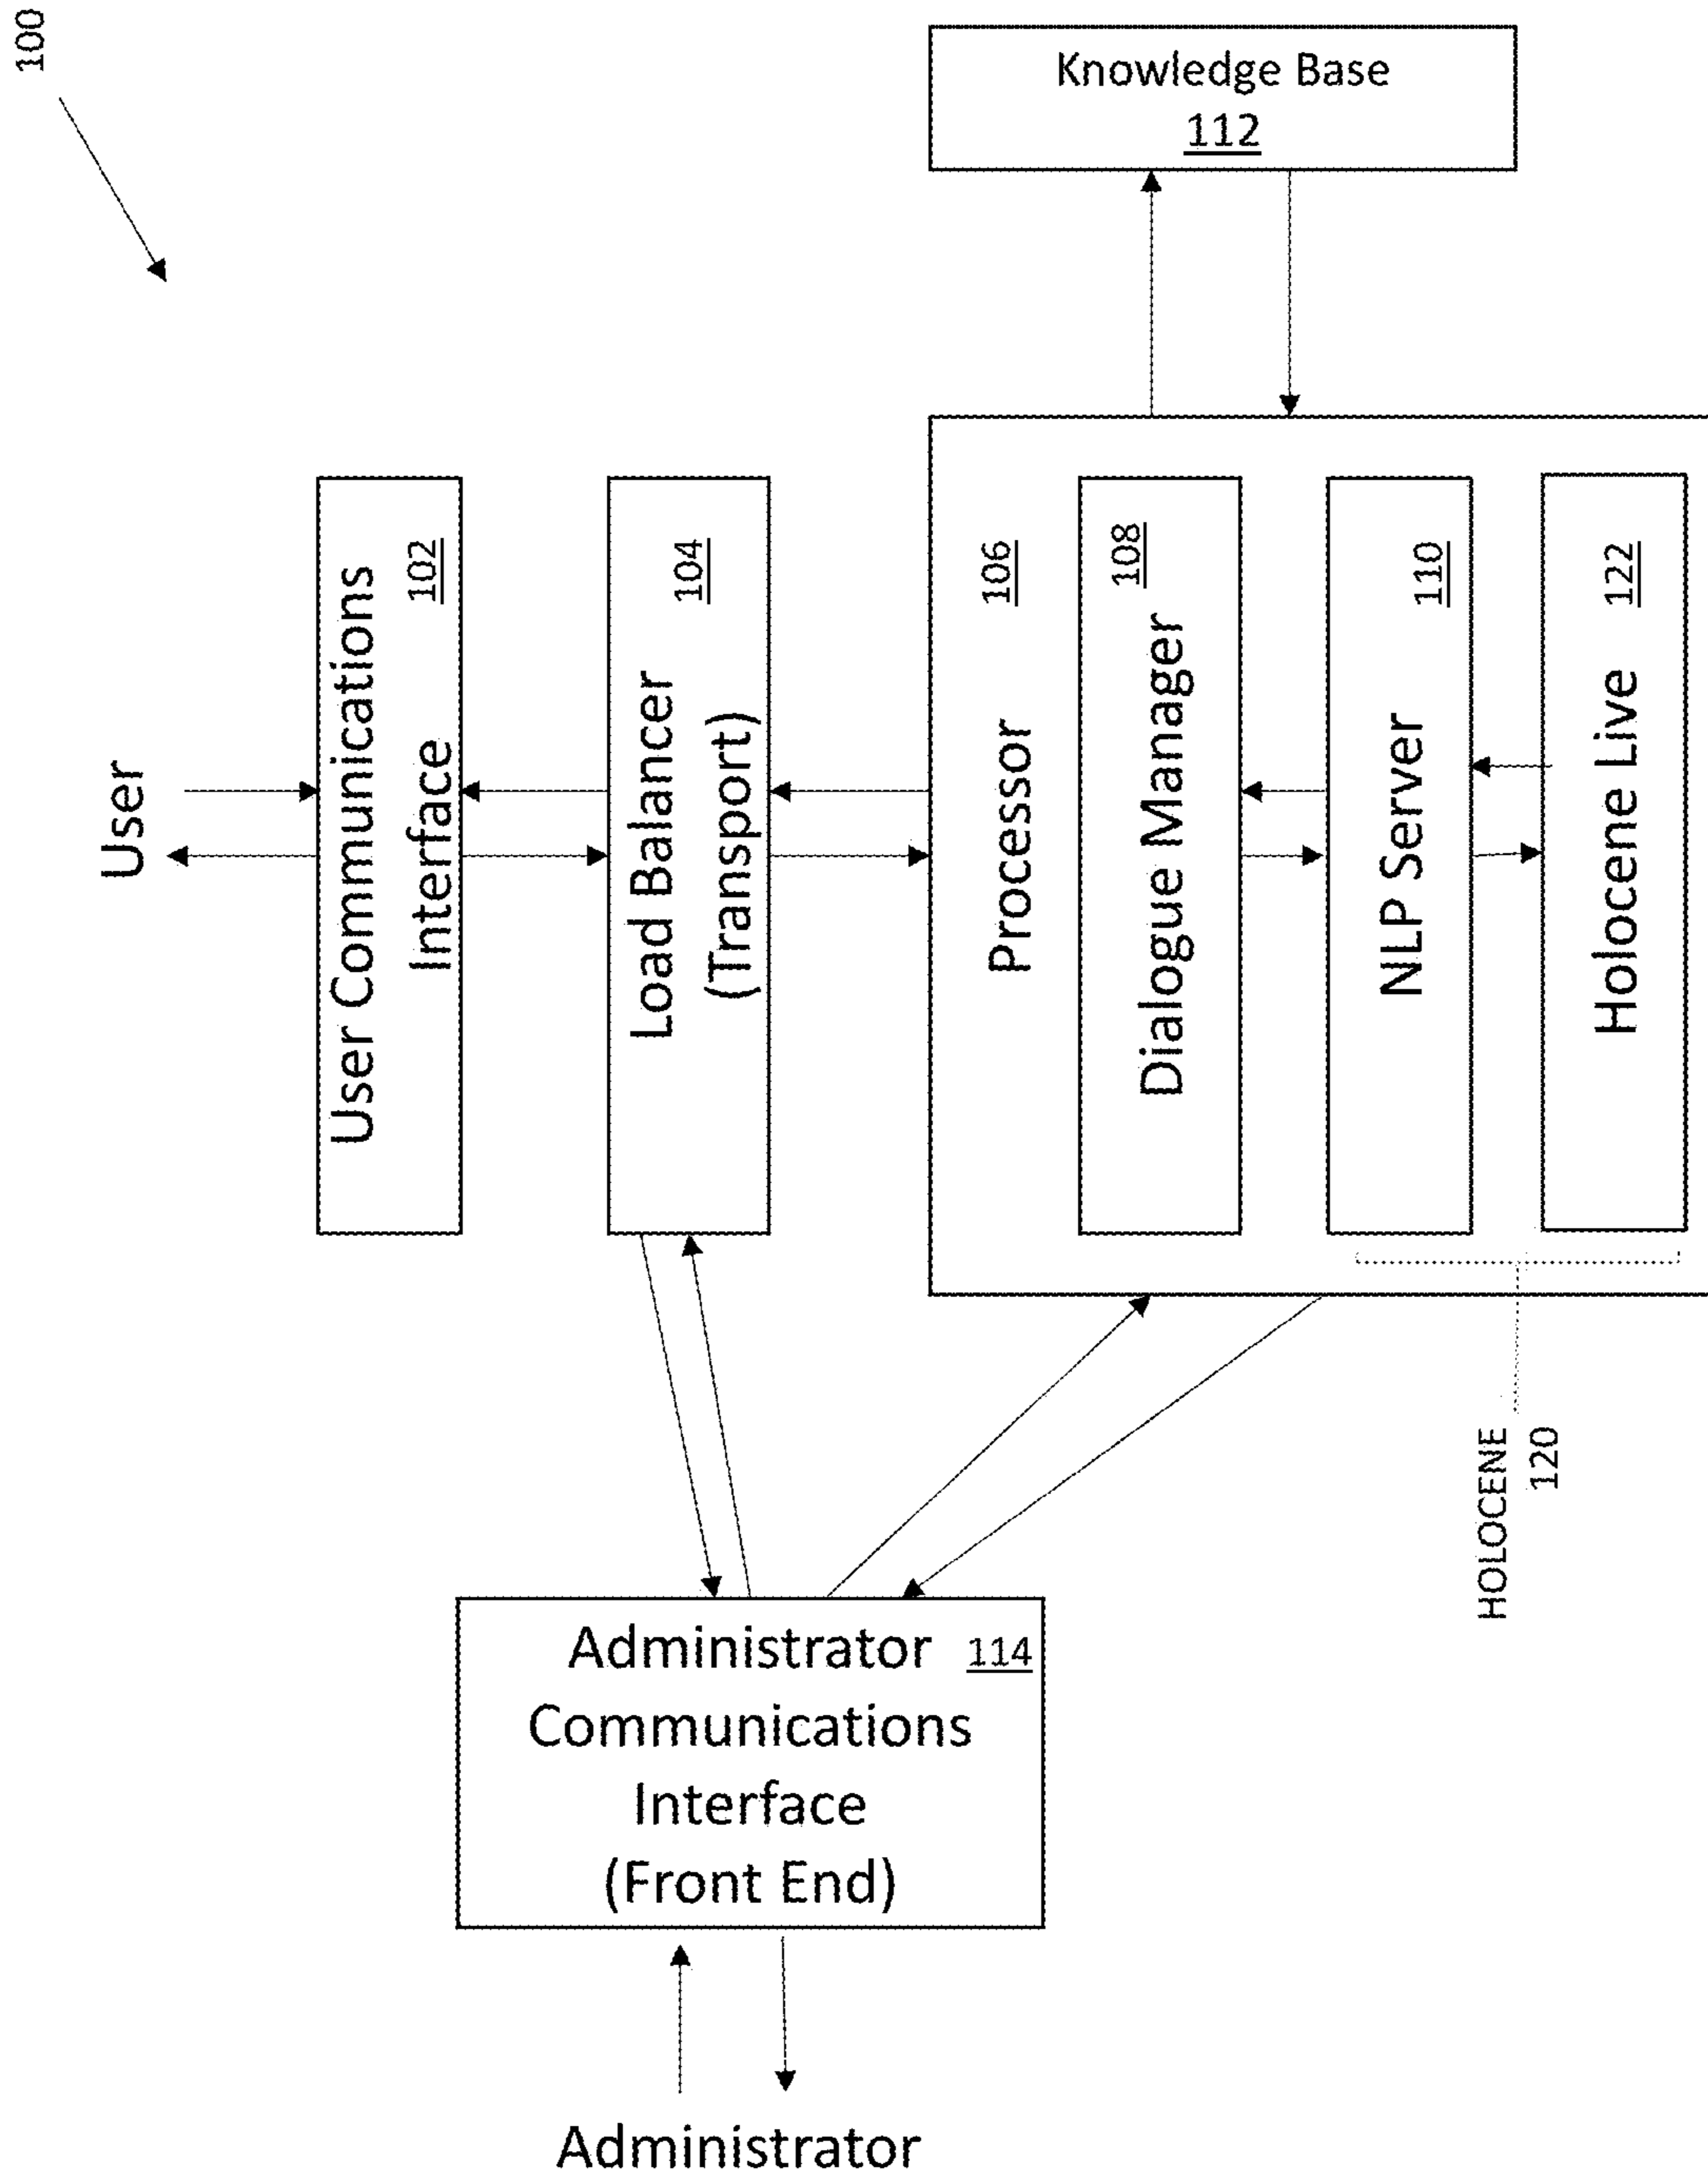 100
User
User Communications
Interface
102
Load Balancer
(Transport)
104
Processor
106
Dialogue Manager
108
NLP Server
110
Holocene Live
122
HOLOCENE
120
Knowledge Base
112
Administrator
Communications
Interface
(Front End)
114
Administrator